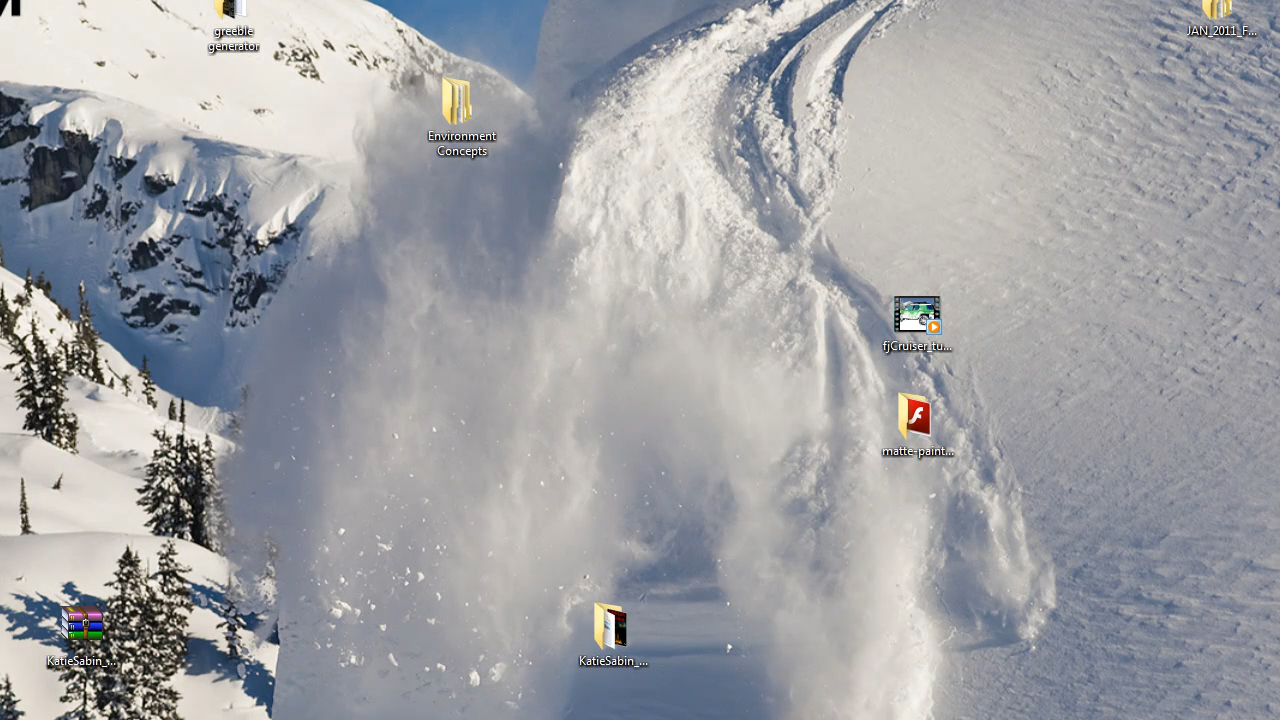 greeble
generator
JAN_2011_F...
Environment
Concepts
fjCruiser_tu...
matte-paint...
KatieSabin_...
KatieSabin_...